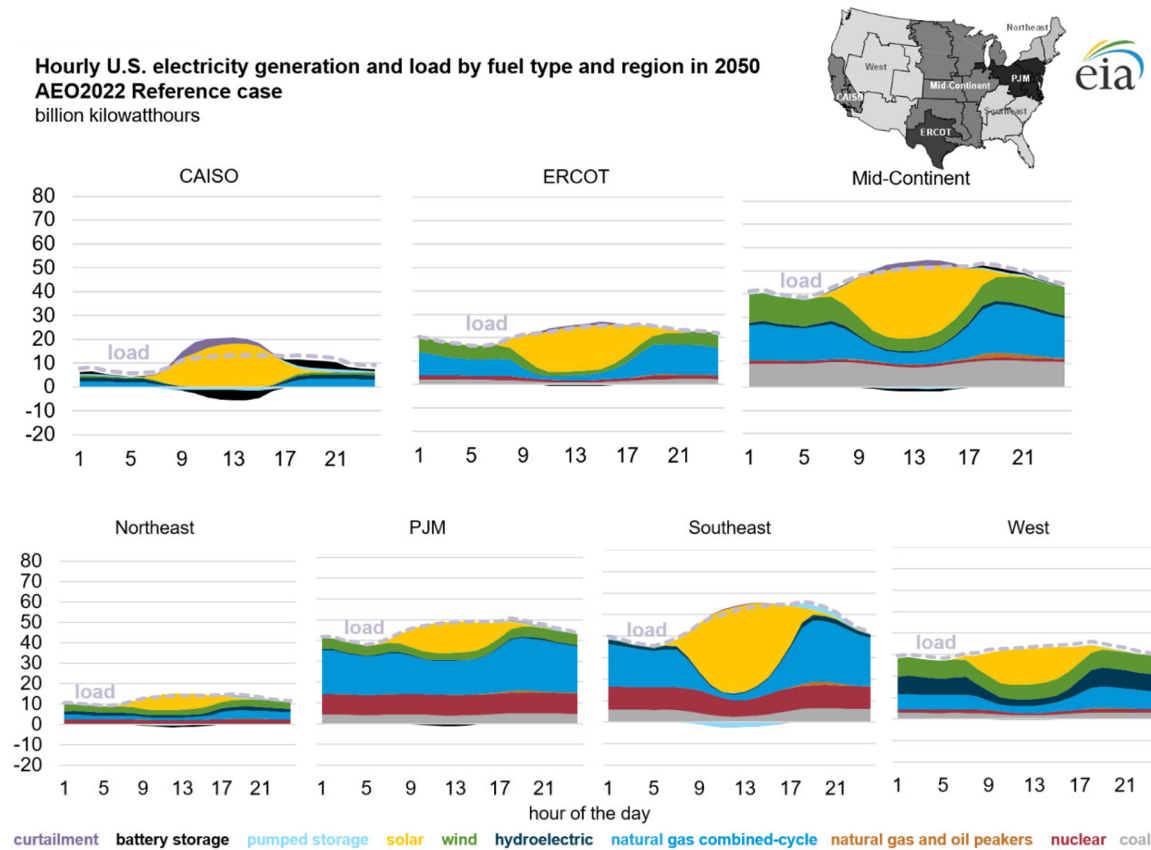 Hourly U.S. electricity generation and load by fuel type and region in 2050
AEO2022 Reference case
billion kilowatthours
Northeast
West
Mid-Continent
PJM
CAISO
Southeast
ERCOT
eia
CAISO
ERCOT
Mid-Continent
80
70
60
50
40
30
20
10
0
-10
-20
load
load
load
1 5 9 13 17 21
1 5 9 13 17 21
1 5 9 13 17 21
Northeast
PJM
Southeast
West
80
70
60
50
40
30
20
10
0
-10
-20
load
load
load
load
1 5 9 13 17 21
1 5 9 13 17 21
1 5 9 13 17 21
1 5 9 13 17 21
hour of the day
curtailment battery storage pumped storage solar wind hydroelectric natural gas combined-cycle natural gas and oil peakers nuclear coal